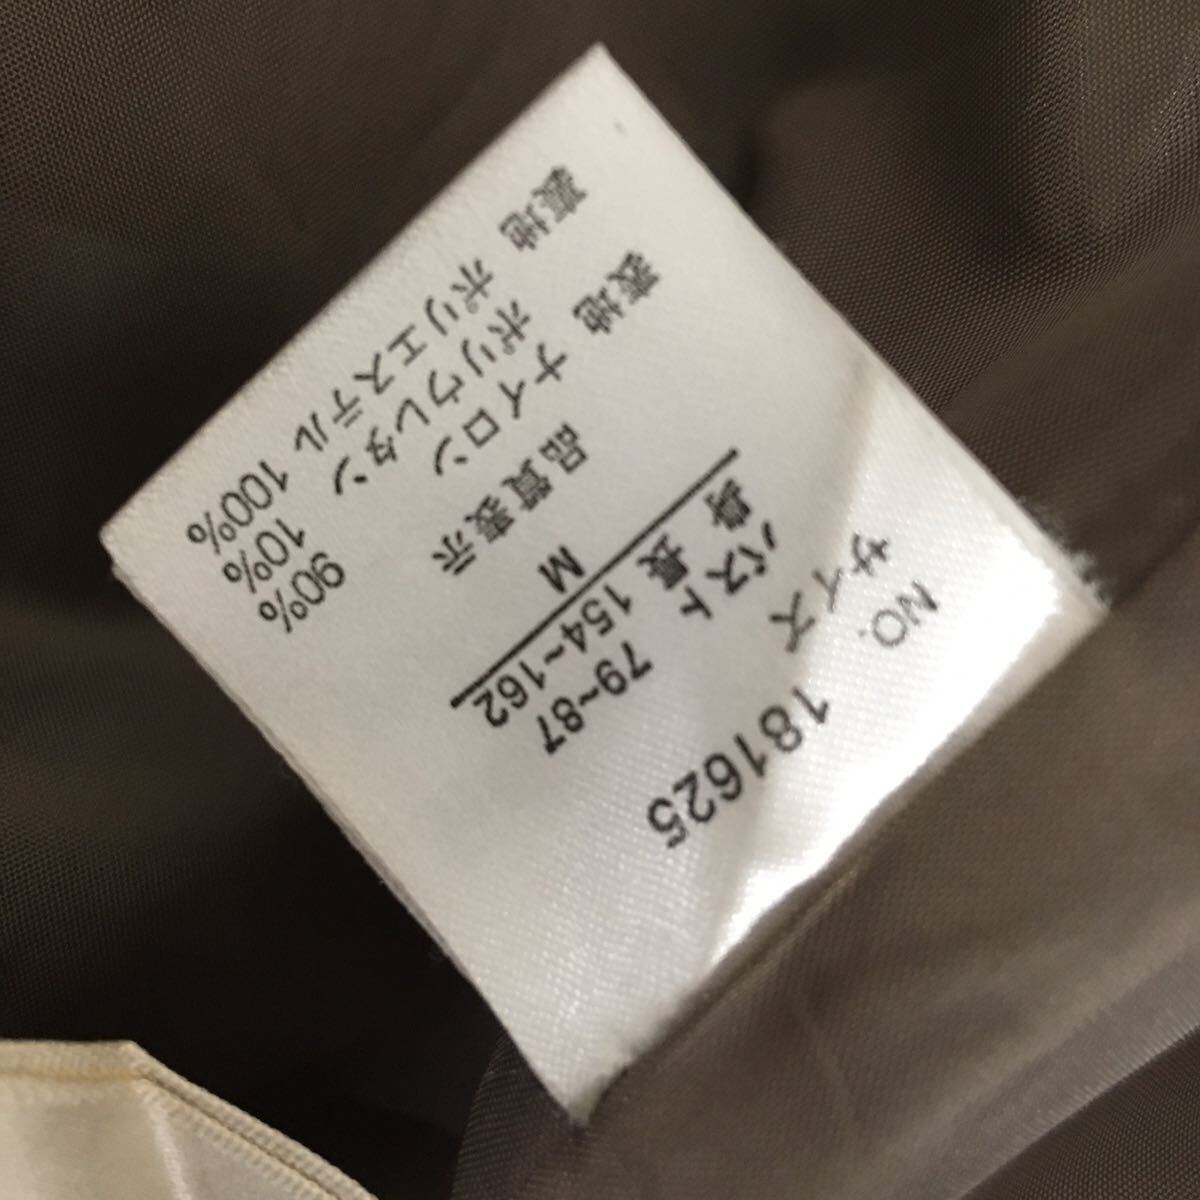 NO. 181625
サイズ
バスト 79~87
身長 154~162
M
品質表示
表地 ナイロン 90%
ポリウレタン 10%
裏地 ポリエステル 100%